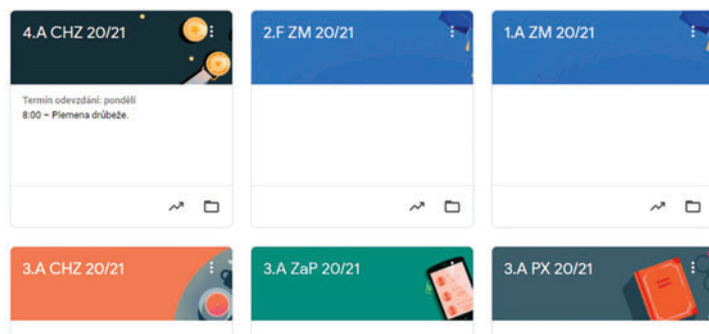 4.A CHZ 20/21
2.F ZM 20/21
1.A ZM 20/21
Termín odevzdání: pondělí
8:00 – Plemena drůbeže.
3.A CHZ 20/21
3.A ZaP 20/21
3.A PX 20/21